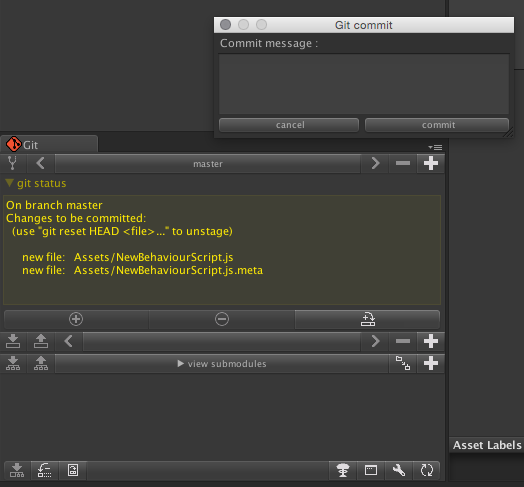 Git commit
Commit message :
cancel
commit
Git
master
git status
On branch master
Changes to be committed:
(use "git reset HEAD <file>..." to unstage)
new file: Assets/NewBehaviourScript.js
new file: Assets/NewBehaviourScript.js.meta
view submodules
Asset Labels